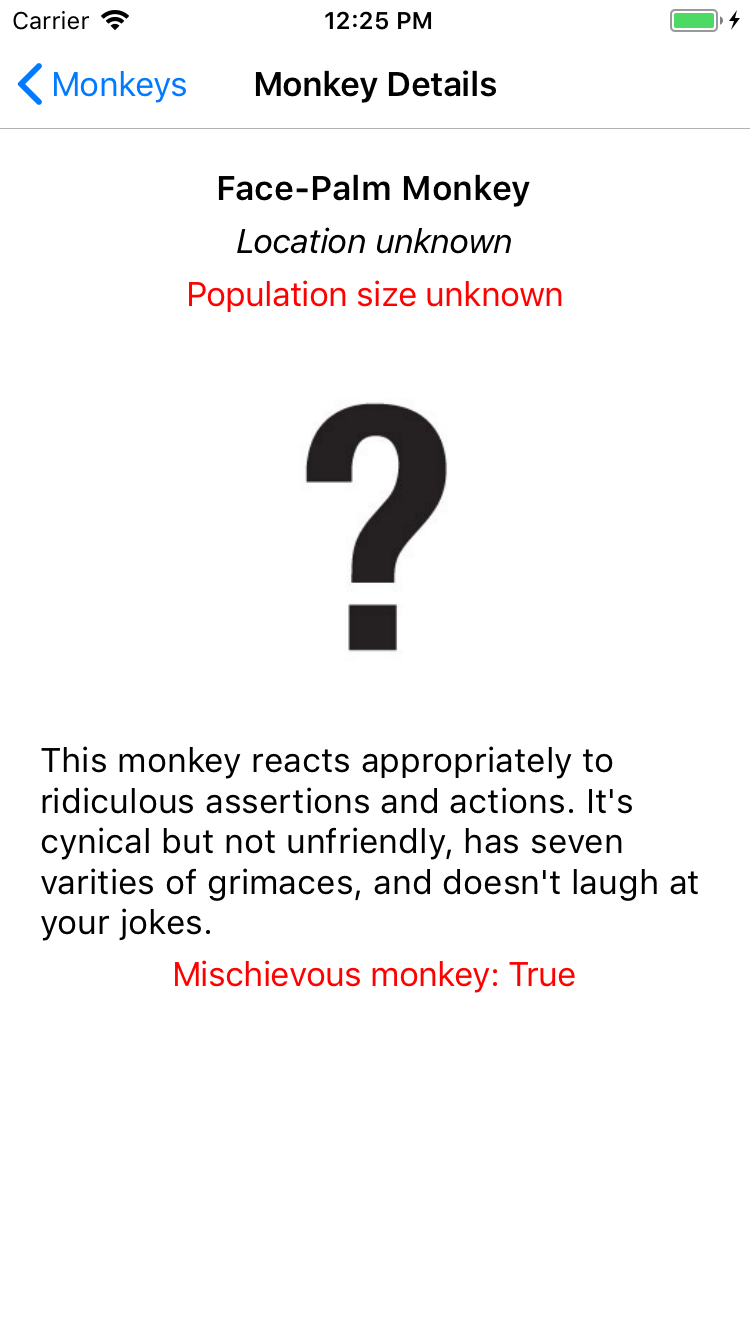 Carrier 12:25 PM
Monkeys Monkey Details
Face-Palm Monkey
Location unknown
Population size unknown
?
This monkey reacts appropriately to
ridiculous assertions and actions. It's
cynical but not unfriendly, has seven
varities of grimaces, and doesn't laugh at
your jokes.
Mischievous monkey: True